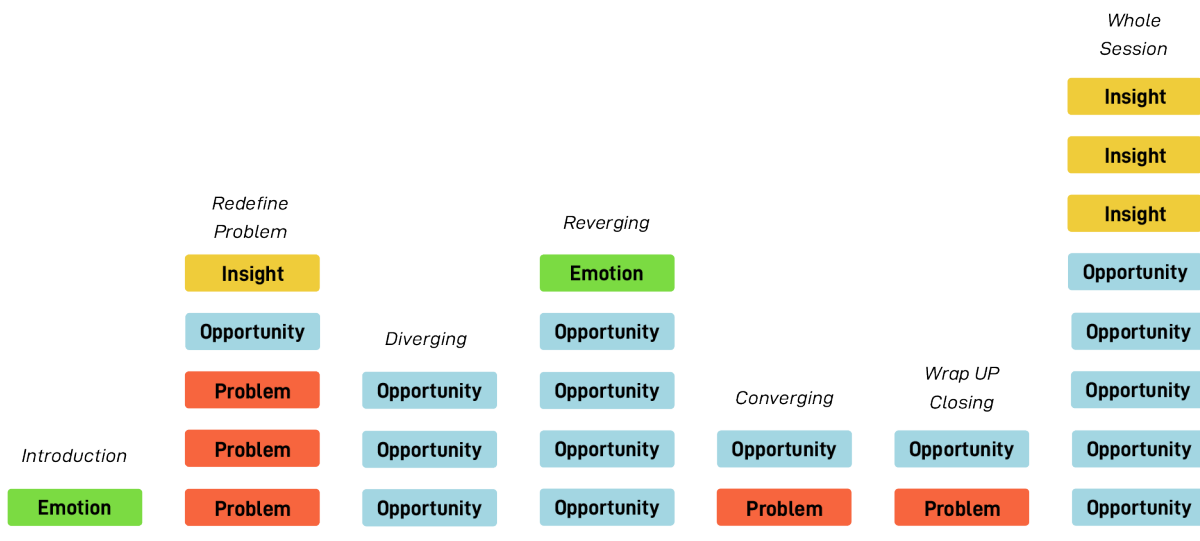 Introduction
Emotion
Redefine
Problem
Insight
Opportunity
Problem
Problem
Problem
Diverging
Opportunity
Opportunity
Opportunity
Reverging
Emotion
Opportunity
Opportunity
Opportunity
Opportunity
Converging
Opportunity
Problem
Wrap UP
Closing
Opportunity
Problem
Whole
Session
Insight
Insight
Insight
Opportunity
Opportunity
Opportunity
Opportunity
Opportunity